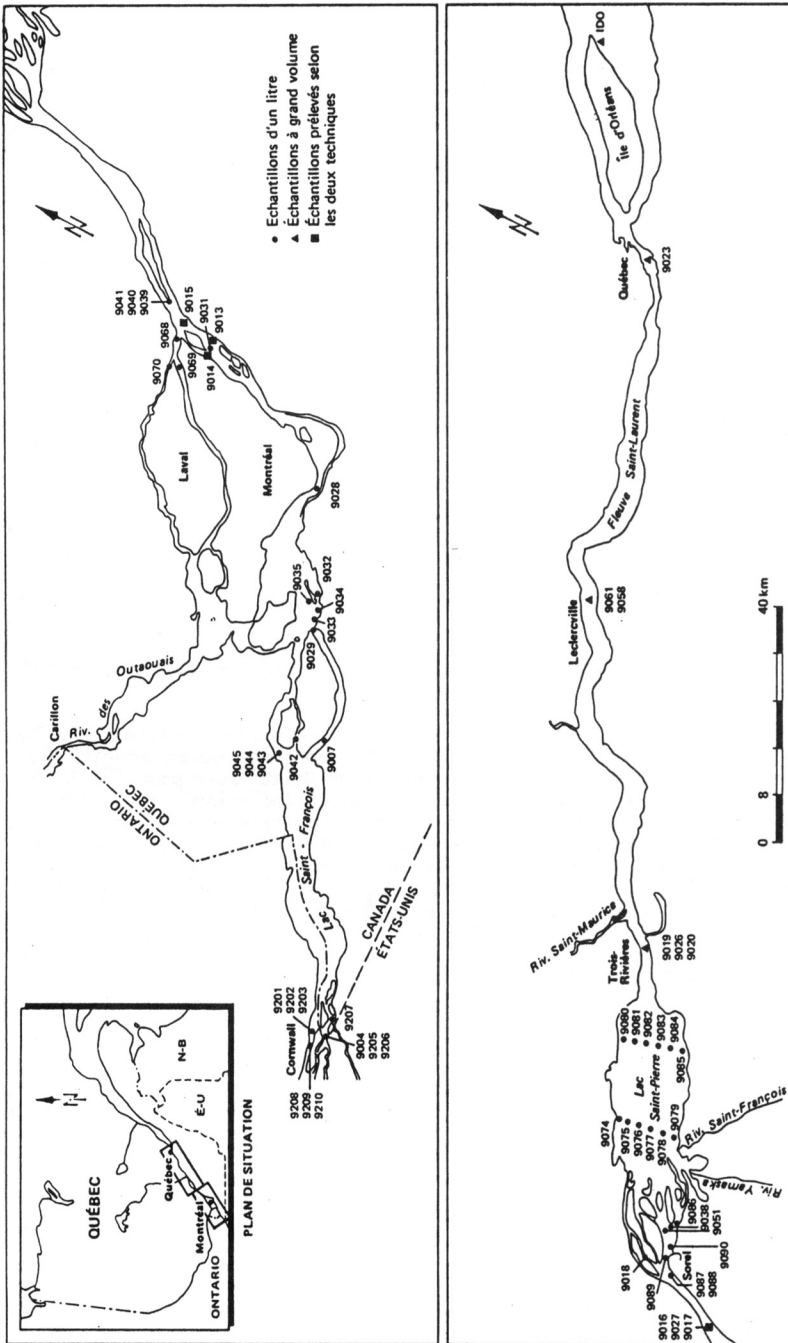 QUÉBEC
Québec
Montréal
ONTARIO
N-B
É-U
N
PLAN DE SITUATION
N
Carillon
Riv. des Outaouais
ONTARIO
QUÉBEC
Laval
Montréal
9041
9040
9039
9068
9070
9069
9015
9031
9014
9013
9028
9035
9032
9034
9033
9029
9045
9044
9043
9042
9007
Lac Saint-François
CANADA
ÉTATS-UNIS
Cornwall
9201
9202
9203
9207
9004
9205
9206
9208
9209
9210
● Echantillons d'un litre
▲ Échantillons à grand volume
■ Échantillons prélevés selon
les deux techniques
N
Île d'Orléans
IDO
Québec
9023
Fleuve Saint-Laurent
Leclercville
9061
9058
0 8 40 km
Riv. Saint-Maurice
Trois-
Rivières
9019
9026
9020
Lac
Saint-Pierre
9080
9081
9082
9083
9084
9085
9074
9075
9076
9077
9078
9079
Riv. Saint-François
Riv. Yamaska
9086
9038
9051
9090
Sorel
9018
9089
9087
9088
9016
9027
9017